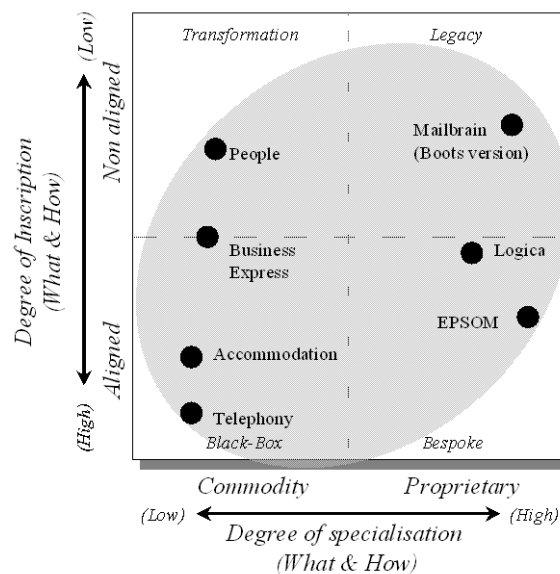 Transformation
Legacy
(Low)
Non aligned
Degree of Inscription
(What & How)
Aligned
(High)
People
Mailbrain
(Boots version)
Business
Express
Logica
EPSOM
Accommodation
Telephony
Black-Box
Bespoke
Commodity
Proprietary
(Low)
(High)
Degree of specialisation
(What & How)